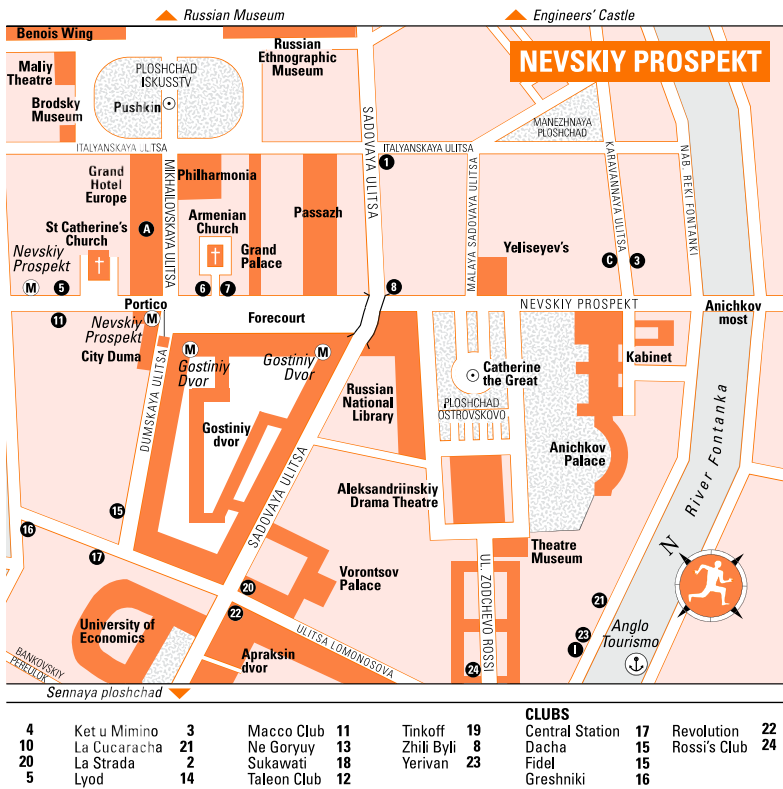 Russian Museum
Engineers' Castle
NEVSKIY PROSPEKT
Benois Wing
Maliy
Theatre
Brodsky
Museum
PLOSHCHAD
ISKUSSTV
Pushkin
Russian
Ethnographic
Museum
SADOVAYA ULITSA
MANEZHNAYA
PLOSHCHAD
ITALYANSKAYA ULITSA
ITALYANSKAYA ULITSA
1
Grand
Hotel
Europe
A
MIKHAILOVSKAYA ULITSA
Philharmonia
Armenian
Church
Grand
Palace
Passazh
MALAYA SADOVAYA ULITSA
KARAVANNAYA ULITSA
NAB. REKI FONTANKI
St Catherine's
Church
Nevskiy
Prospekt
M
5
6
7
8
Yeliseyev's
C
3
NEVSKIY PROSPEKT
Anichkov
most
11
Portico
M
Nevskiy
Prospekt
City Duma
Forecourt
M
Gostiniy
Dvor
Gostiniy
Dvor
M
DUMSKAYA ULITSA
Gostiniy
dvor
SADOVAYA ULITSA
Russian
National
Library
Catherine
the Great
PLOSHCHAD
OSTROVSKOVO
Kabinet
Anichkov
Palace
River Fontanka
Aleksandriinskiy
Drama Theatre
15
16
17
Vorontsov
Palace
20
22
UL. ZODCHEVO ROSSI
Theatre
Museum
N
21
23
I
Anglo
Tourismo
University of
Economics
ULITSA LOMONOSOVA
Apraksin
dvor
24
BANKOVSKIY
PEREULOK
Sennaya ploshchad
4
10
20
5
Ket u Mimino 3
La Cucaracha 21
La Strada 2
Lyod 14
Macco Club 11
Ne Goryuy 13
Sukawati 18
Taleon Club 12
Tinkoff 19
Zhili Byli 8
Yerivan 23
CLUBS
Central Station 17
Dacha 15
Fidel 15
Greshniki 16
Revolution 22
Rossi's Club 24